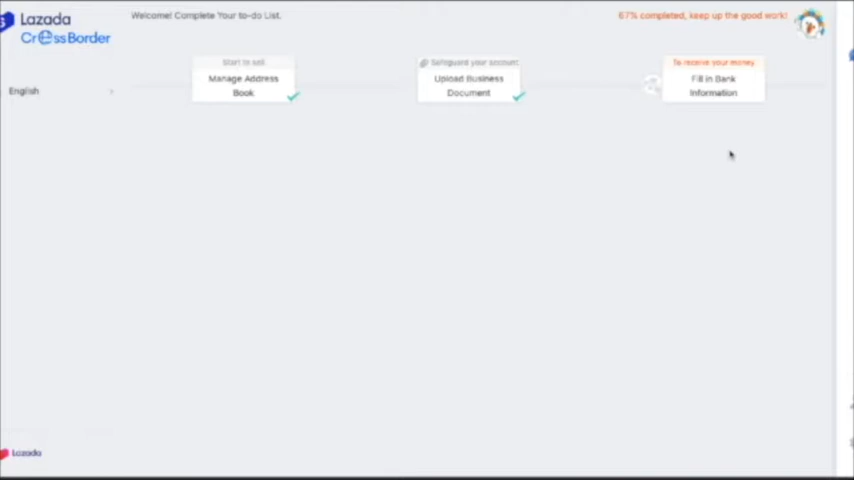 Lazada
CrossBorder
Welcome! Complete Your to-do List.
67% completed, keep up the good work!
English
Start to sell
Manage Address
Book
Safeguard your account
Upload Business
Document
To receive your money
Fill in Bank
Information
Lazada